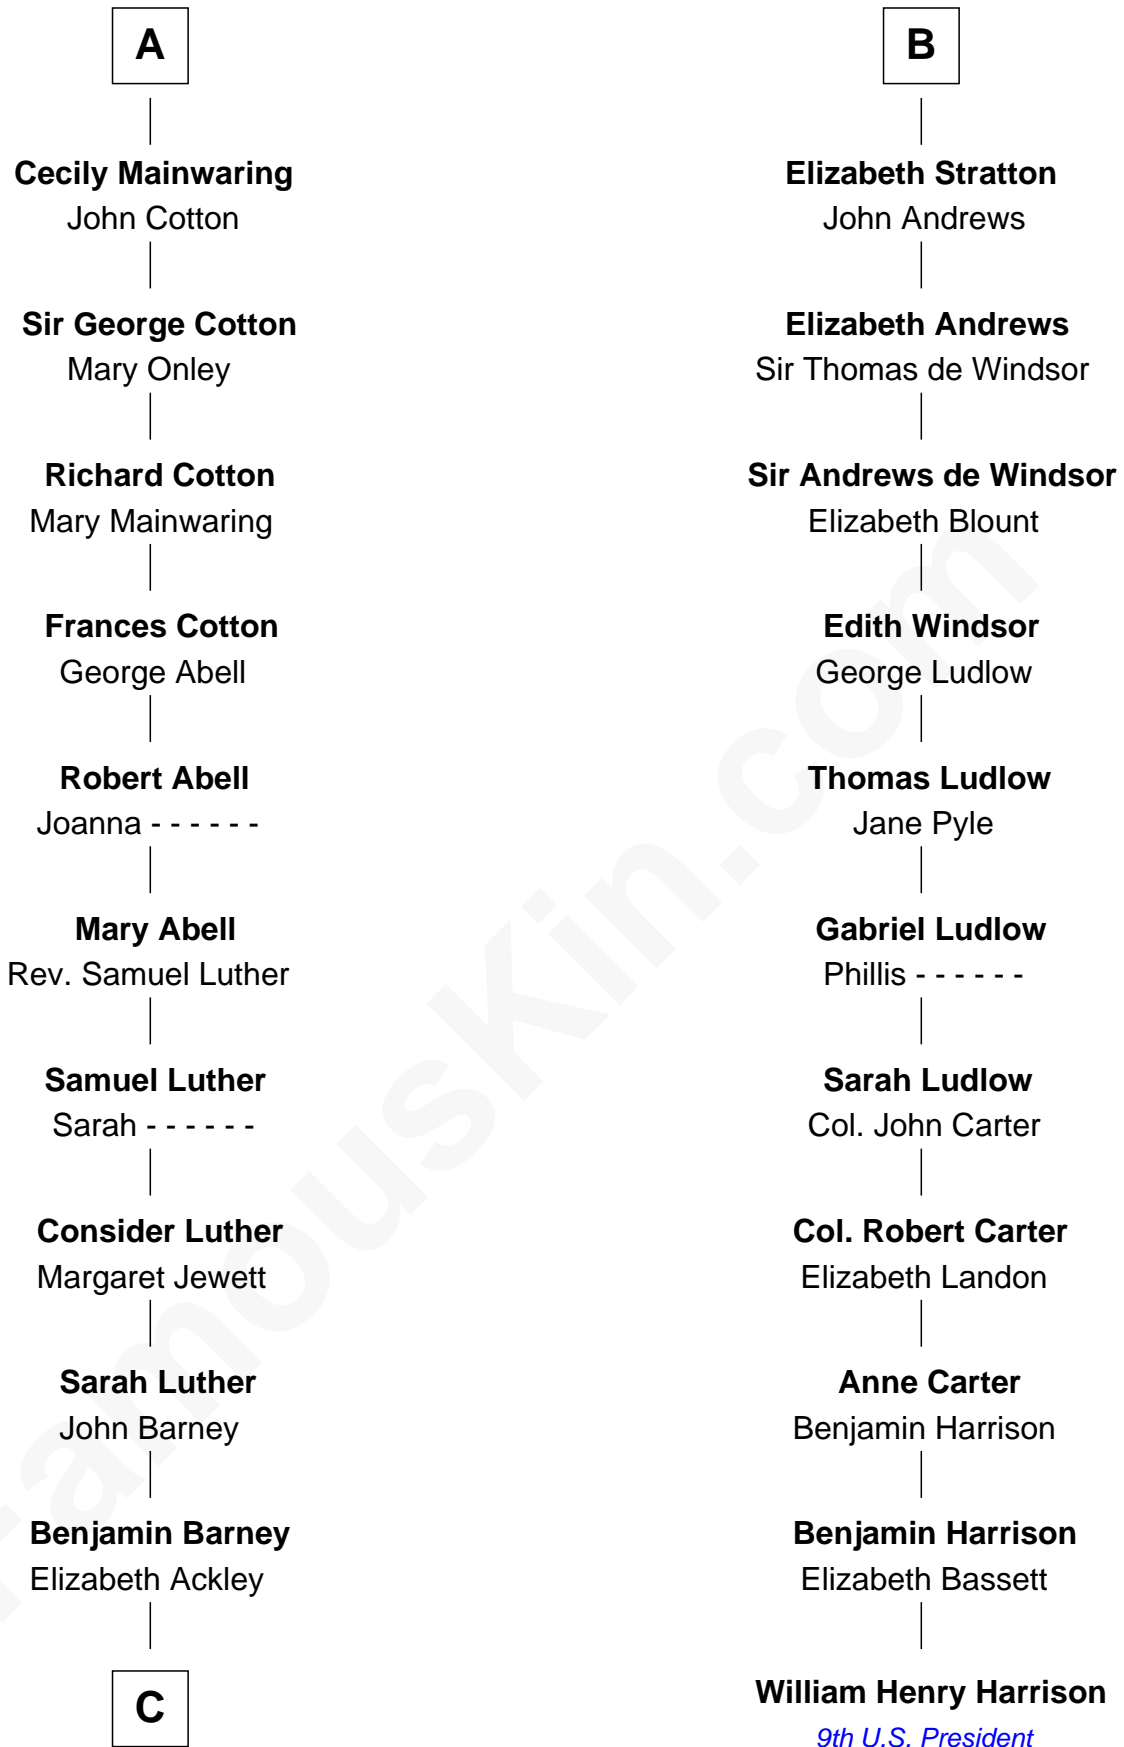 A
Cecily Mainwaring
John Cotton
Sir George Cotton
Mary Onley
Richard Cotton
Mary Mainwaring
Frances Cotton
George Abell
Robert Abell
Joanna - - - - - -
Mary Abell
Rev. Samuel Luther
Samuel Luther
Sarah - - - - - -
Consider Luther
Margaret Jewett
Sarah Luther
John Barney
Benjamin Barney
Elizabeth Ackley
C
B
Elizabeth Stratton
John Andrews
Elizabeth Andrews
Sir Thomas de Windsor
Sir Andrews de Windsor
Elizabeth Blount
Edith Windsor
George Ludlow
Thomas Ludlow
Jane Pyle
Gabriel Ludlow
Phillis - - - - - -
Sarah Ludlow
Col. John Carter
Col. Robert Carter
Elizabeth Landon
Anne Carter
Benjamin Harrison
Benjamin Harrison
Elizabeth Bassett
William Henry Harrison
9th U.S. President
FamousKin.com